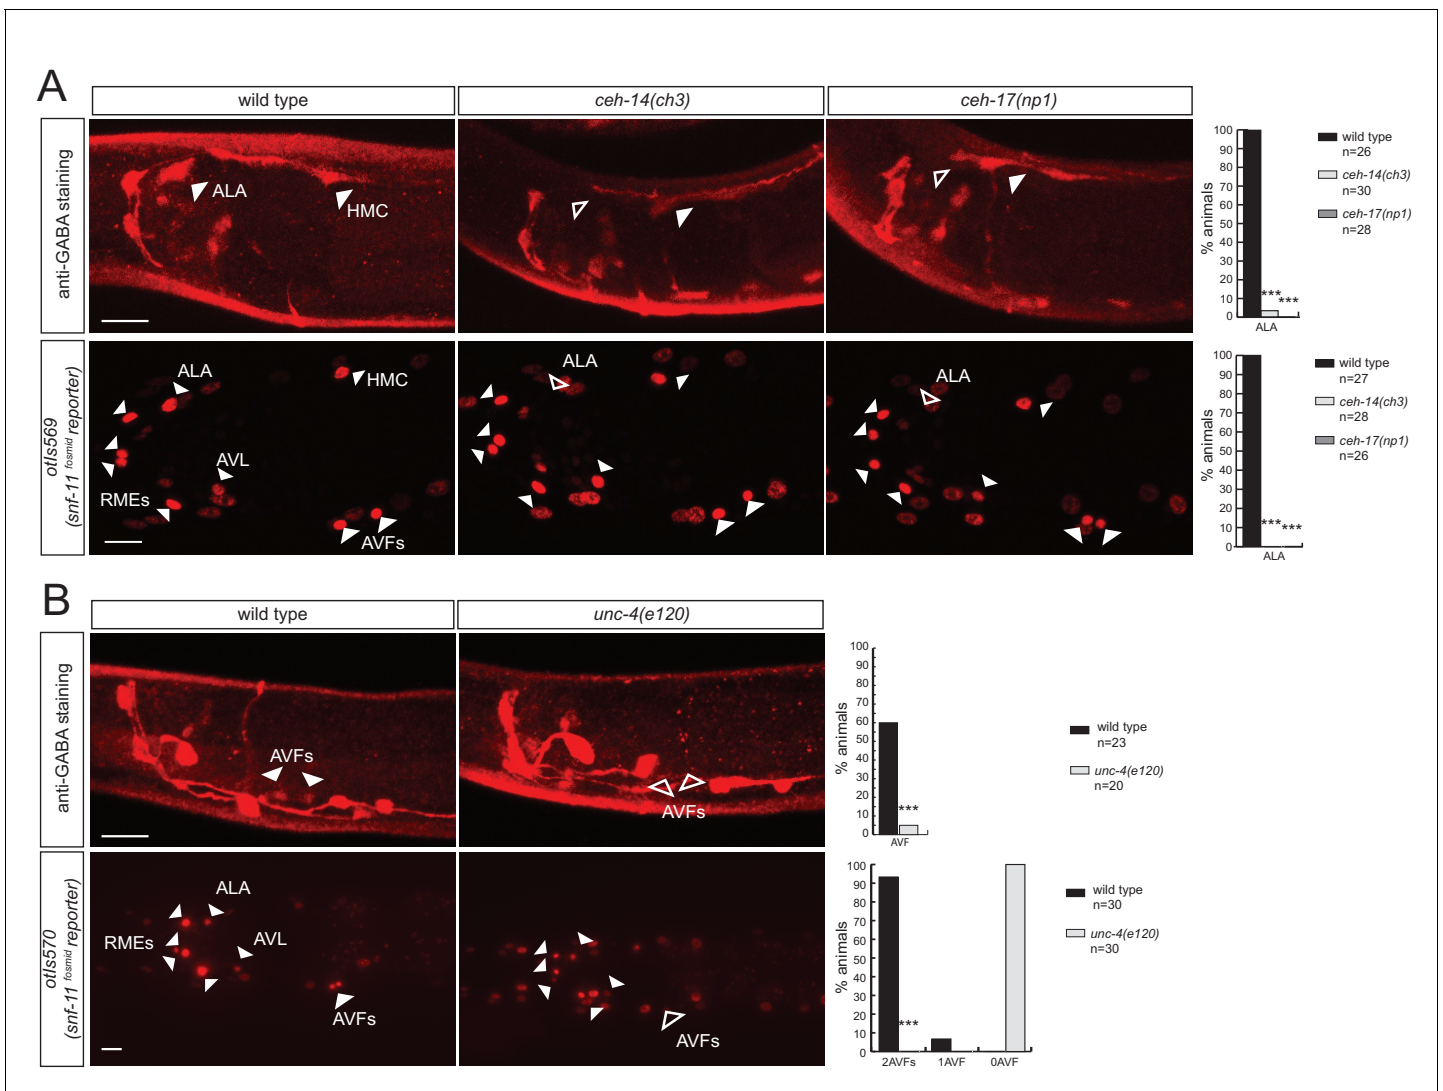 A
wild type
ceh-14(ch3)
ceh-17(np1)
anti-GABA staining
ALA
HMC
% animals
100
90
80
70
60
50
40
30
20
10
0
***
***
ALA
wild type
n=26
ceh-14(ch3)
n=30
ceh-17(np1)
n=28
otIs569
(snf-11 fosmid reporter)
ALA
HMC
AVL
RMEs
AVFs
ALA
ALA
% animals
100
90
80
70
60
50
40
30
20
10
0
***
***
ALA
wild type
n=27
ceh-14(ch3)
n=28
ceh-17(np1)
n=26
B
wild type
unc-4(e120)
anti-GABA staining
AVFs
AVFs
% animals
100
90
80
70
60
50
40
30
20
10
0
***
AVF
wild type
n=23
unc-4(e120)
n=20
otIs570
(snf-11 fosmid reporter)
ALA
RMEs
AVL
AVFs
AVFs
% animals
100
90
80
70
60
50
40
30
20
10
0
***
2AVFs
1AVF
0AVF
wild type
n=30
unc-4(e120)
n=30